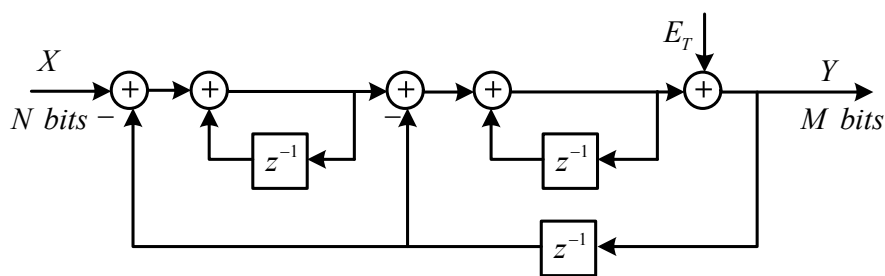 E_T
X
Y
N bits
M bits
+
+
+
+
+
−
−
z^{-1}
z^{-1}
z^{-1}